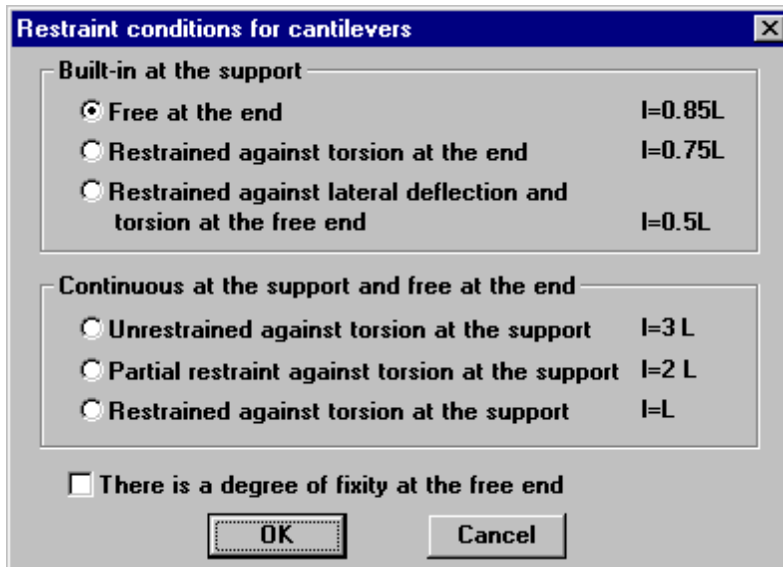 Restraint conditions for cantilevers
Built-in at the support
Free at the end l=0.85L
Restrained against torsion at the end l=0.75L
Restrained against lateral deflection and
torsion at the free end l=0.5L
Continuous at the support and free at the end
Unrestrained against torsion at the support l=3 L
Partial restraint against torsion at the support l=2 L
Restrained against torsion at the support l=L
There is a degree of fixity at the free end
OK Cancel